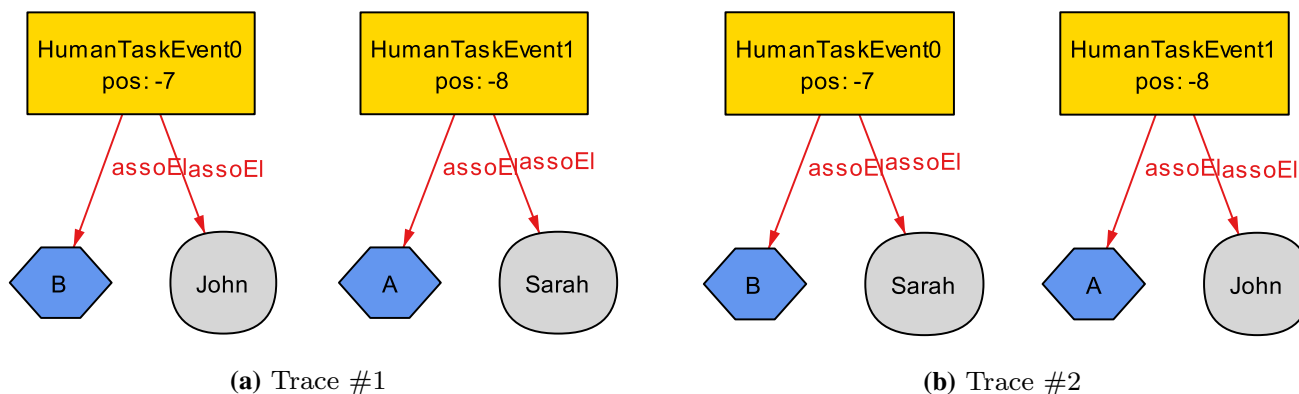 HumanTaskEvent0
pos: -7
HumanTaskEvent1
pos: -8
assoEl
assoEl
assoEl
assoEl
B
John
A
Sarah
(a) Trace #1
HumanTaskEvent0
pos: -7
HumanTaskEvent1
pos: -8
assoEl
assoEl
assoEl
assoEl
B
Sarah
A
John
(b) Trace #2